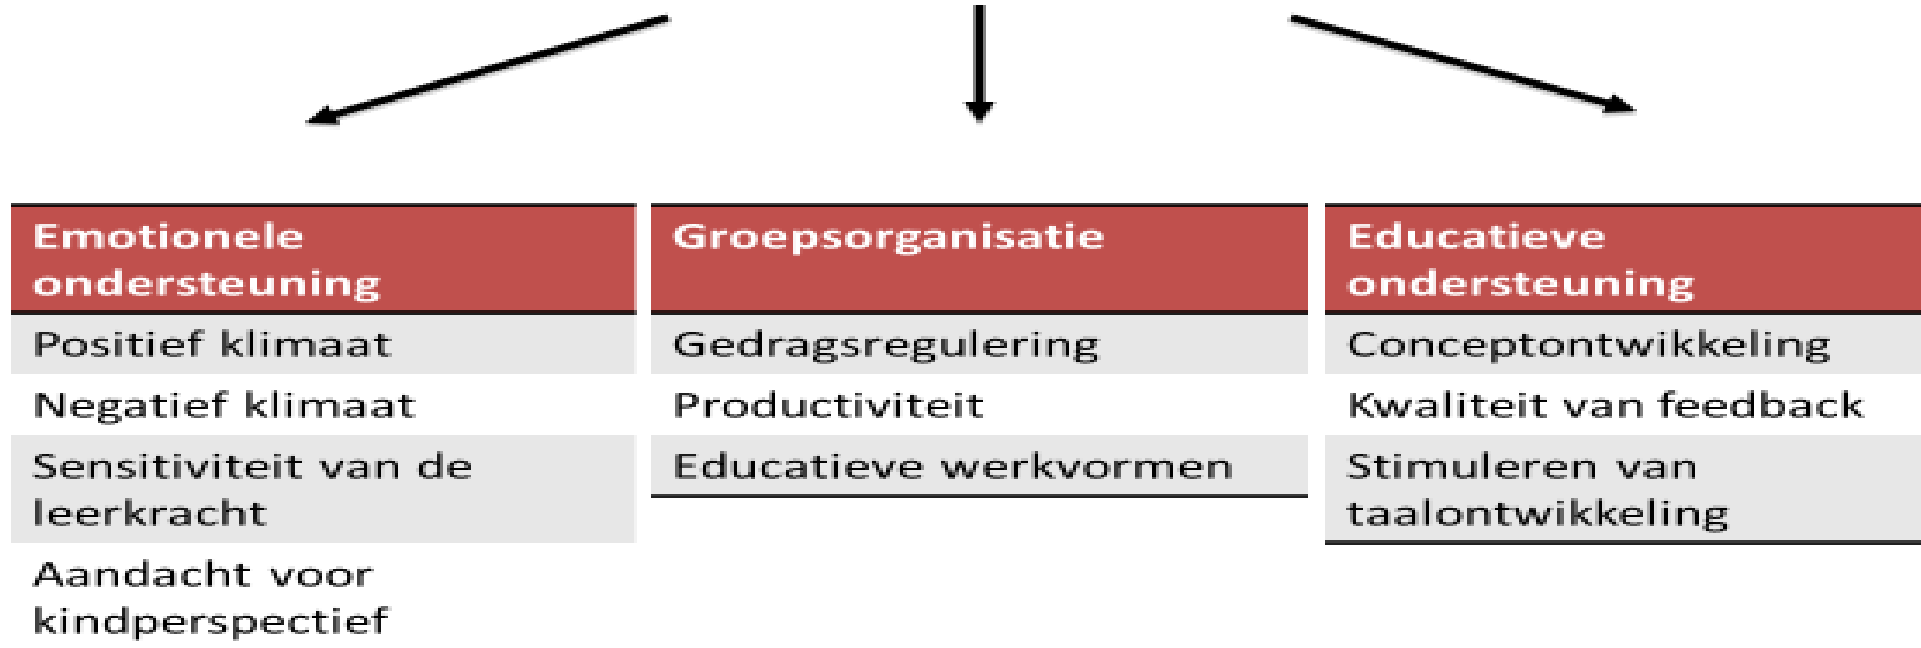 Emotionele
ondersteuning
Positief klimaat
Negatief klimaat
Sensitiviteit van de
leerkracht
Aandacht voor
kindperspectief
Groepsorganisatie
Gedragsregulering
Productiviteit
Educatieve werkvormen
Educatieve
ondersteuning
Conceptontwikkeling
Kwaliteit van feedback
Stimuleren van
taalontwikkeling